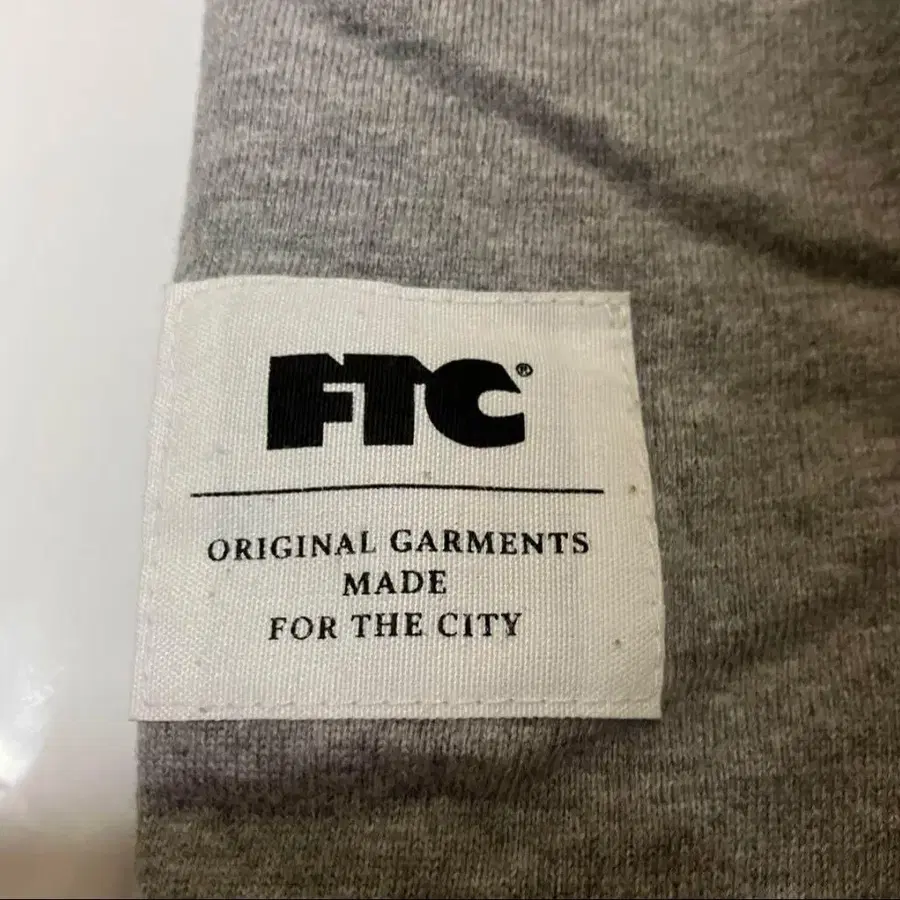 FTC®
ORIGINAL GARMENTS
MADE
FOR THE CITY